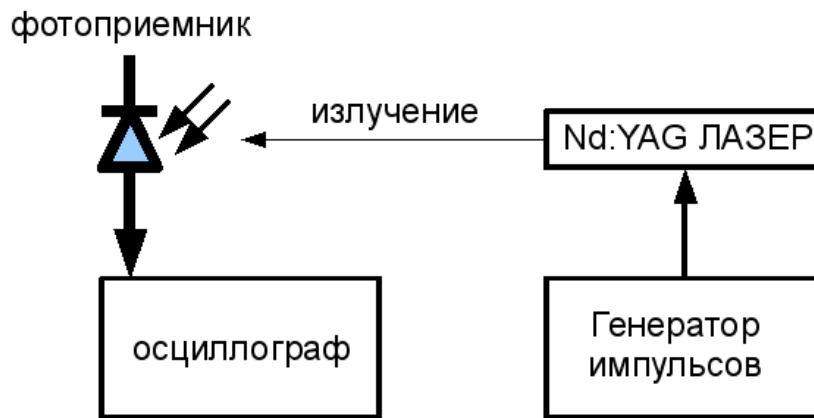 фотоприемник
излучение
Nd:YAG ЛАЗЕР
осциллограф
Генератор
импульсов